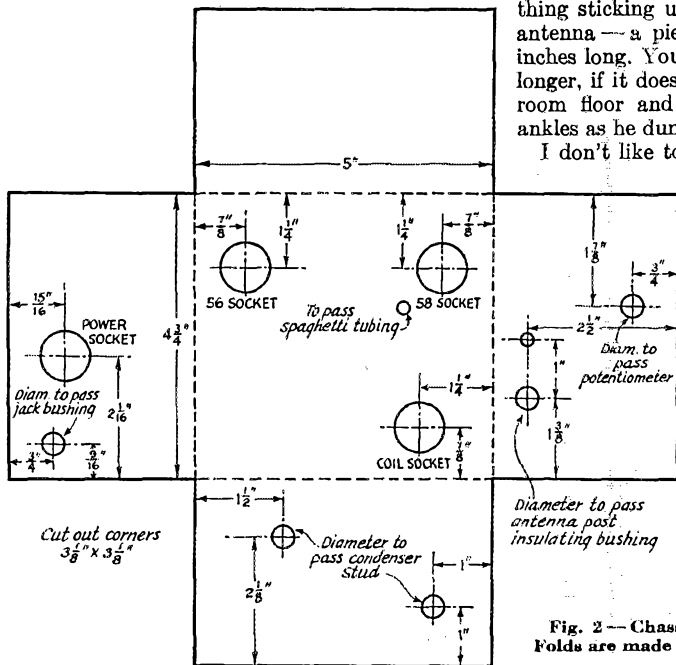 thing sticking u
antenna — a pie
inches long. You
longer, if it does
room floor and
ankles as he dun
I don't like to
5"
7/8"
1 1/4"
1 1/4"
7/8"
1 7/8"
3/4"
15/16"
POWER
SOCKET
4 3/4"
56 SOCKET
To pass
spaghetti tubing
58 SOCKET
2 1/2"
Diam. to
pass
potentiometer
1"
Diam. to pass
jack bushing
2 1/16"
1 1/4"
1 3/8"
3/4"
9/16"
COIL SOCKET
7/8"
1 1/2"
Cut out corners
3 1/8" x 3 1/8"
Diameter to
pass condenser
stud
2 1/8"
1"
1"
Diameter to pass
antenna post
insulating bushing
Fig. 2 — Chas
Folds are made